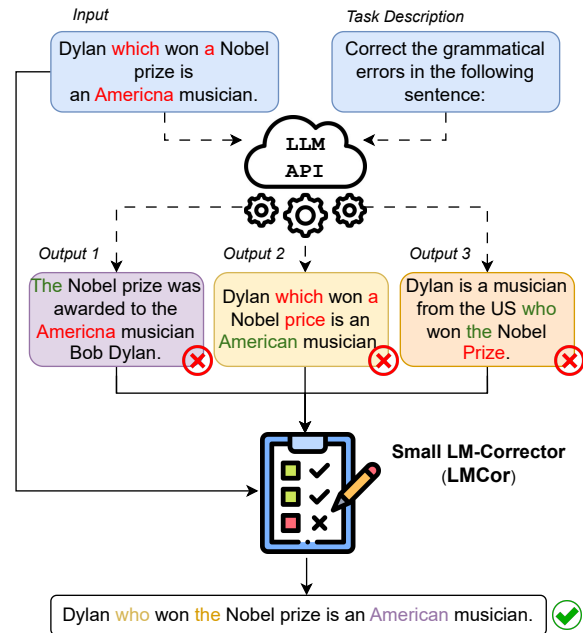 Input
Task Description
Dylan which won a Nobel
prize is
an Americna musician.
Correct the grammatical
errors in the following
sentence:
LLM
API
Output 1
Output 2
Output 3
The Nobel prize was
awarded to the
Americna musician
Bob Dylan.
Dylan which won a
Nobel price is an
American musician
Dylan is a musician
from the US who
won the Nobel
Prize.
Small LM-Corrector
(LMCor)
Dylan who won the Nobel prize is an American musician.